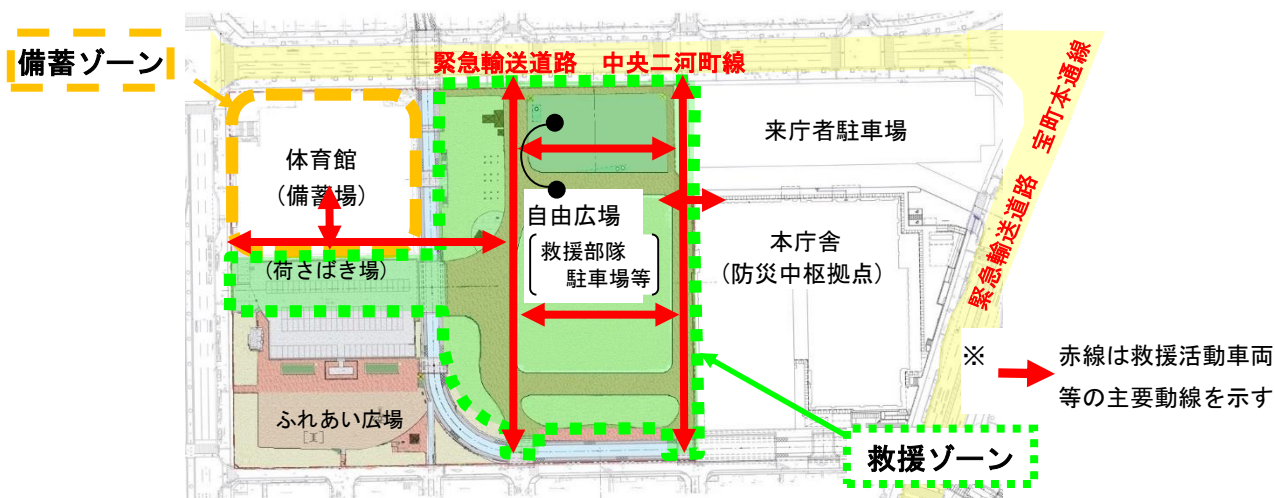 備蓄ゾーン
緊急輸送道路　中央二河町線
緊急輸送道路　宝町本通線
体育館
（備蓄場）
来庁者駐車場
自由広場
救援部隊
駐車場等
本庁舎
（防災中枢拠点）
（荷さばき場）
ふれあい広場
※
赤線は救援活動車両
等の主要動線を示す
救援ゾーン